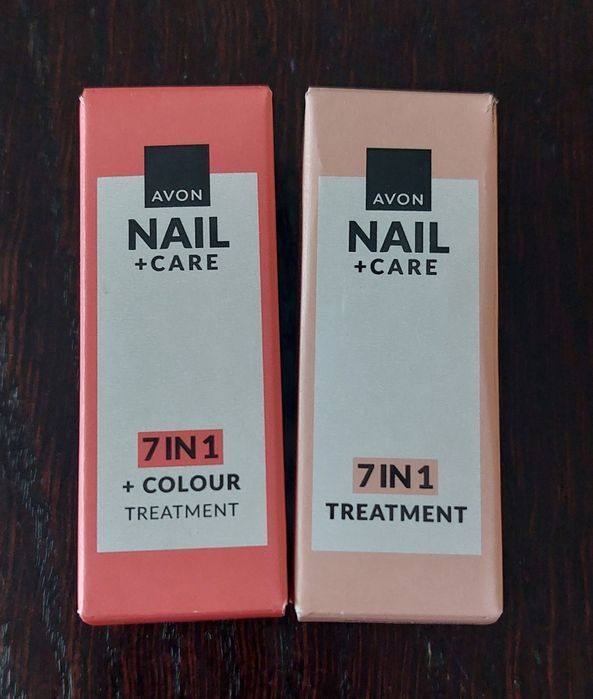 AVON
NAIL
+CARE
7 IN 1
+ COLOUR
TREATMENT
AVON
NAIL
+CARE
7 IN 1
TREATMENT